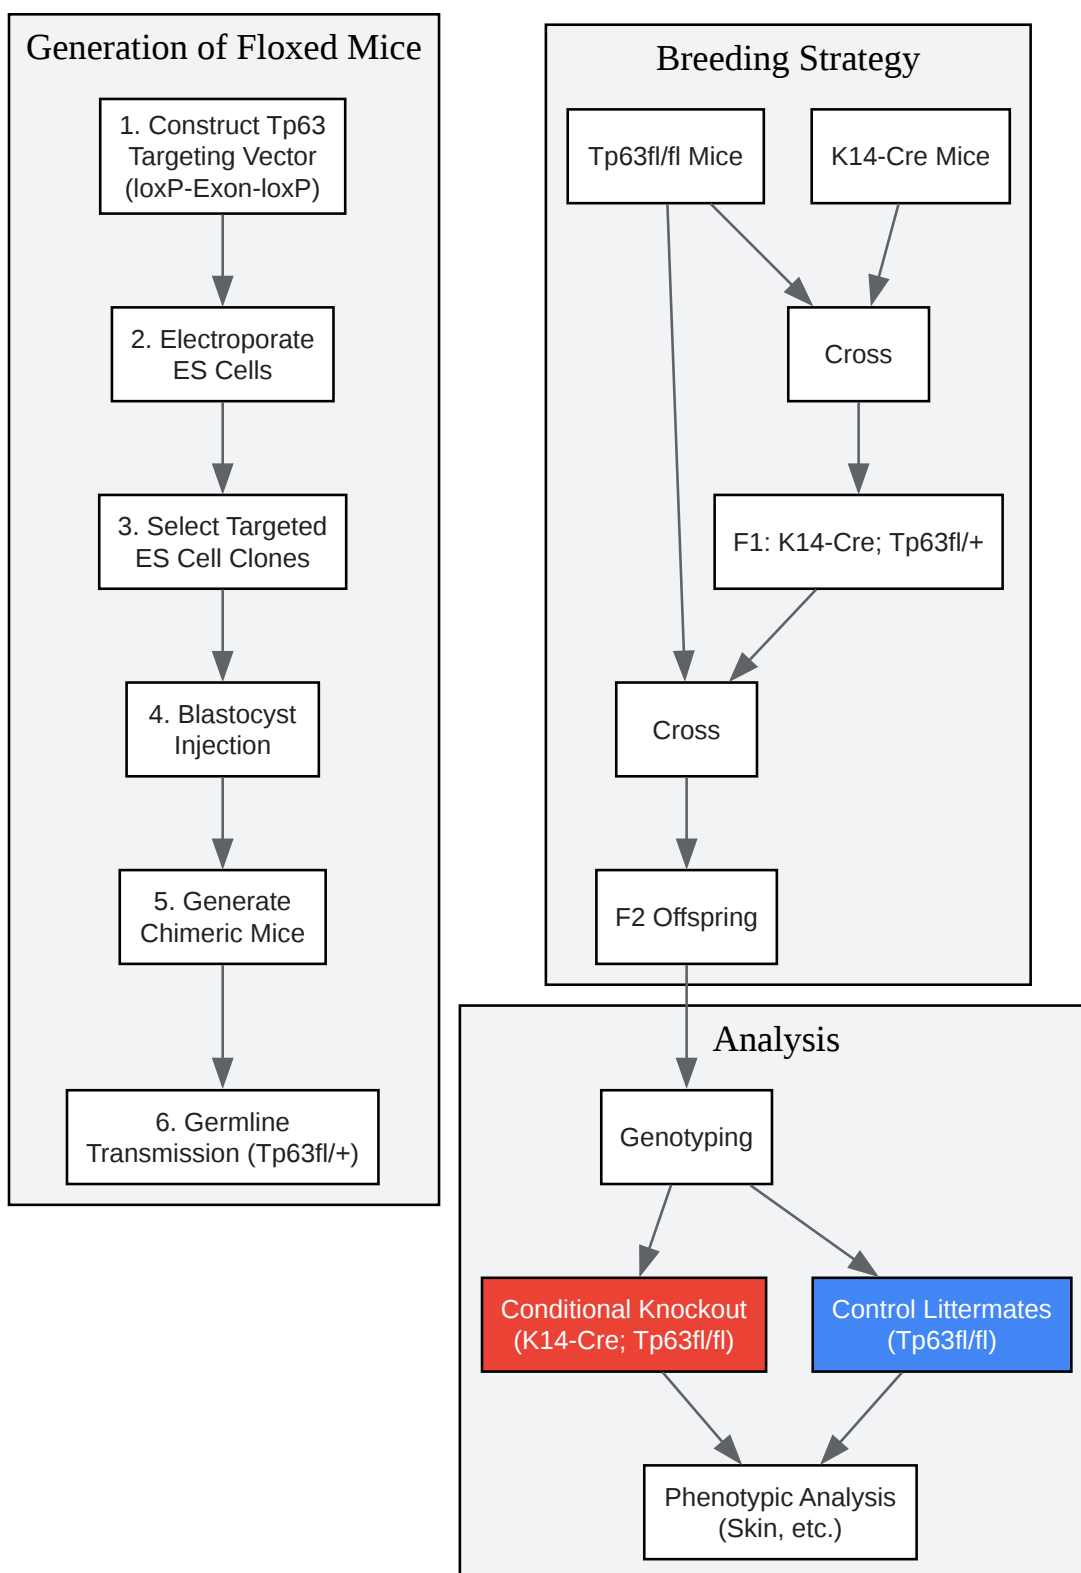 Generation of Floxed Mice
1. Construct Tp63
Targeting Vector
(loxP-Exon-loxP)
2. Electroporate
ES Cells
3. Select Targeted
ES Cell Clones
4. Blastocyst
Injection
5. Generate
Chimeric Mice
6. Germline
Transmission (Tp63fl/+)
Breeding Strategy
Tp63fl/fl Mice
K14-Cre Mice
Cross
F1: K14-Cre; Tp63fl/+
Cross
F2 Offspring
Analysis
Genotyping
Conditional Knockout
(K14-Cre; Tp63fl/fl)
Control Littermates
(Tp63fl/fl)
Phenotypic Analysis
(Skin, etc.)